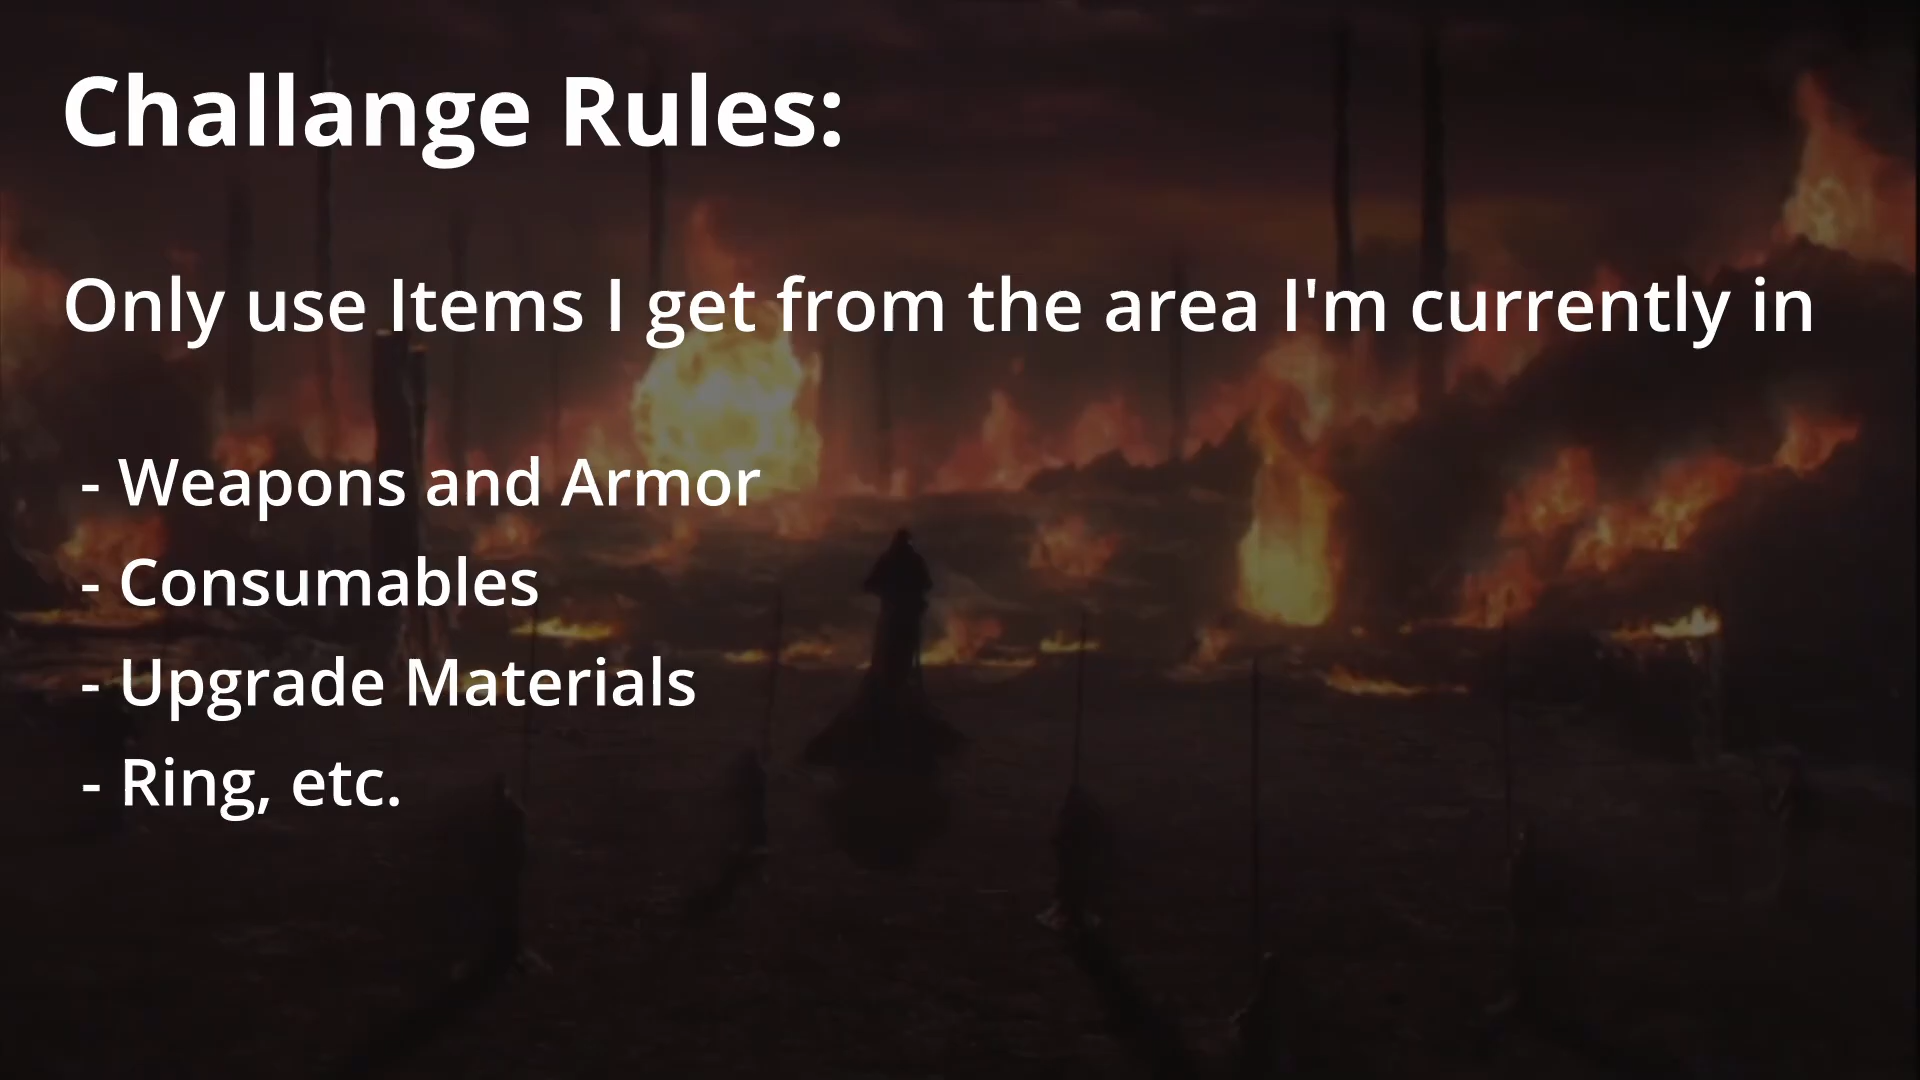 Challange Rules:
Only use Items I get from the area I'm currently in
- Weapons and Armor
- Consumables
- Upgrade Materials
- Ring, etc.